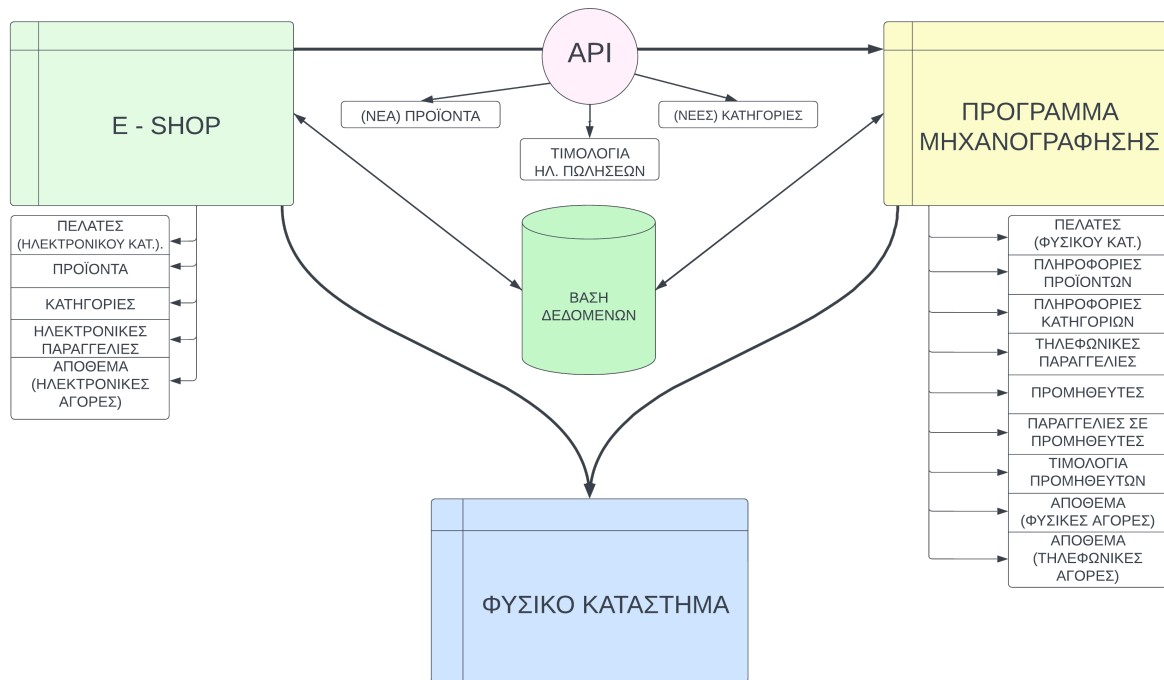 API
E - SHOP
ΠΡΟΓΡΑΜΜΑ
ΜΗΧΑΝΟΓΡΑΦΗΣΗΣ
(ΝΕΑ) ΠΡΟΪΟΝΤΑ
(ΝΕΕΣ) ΚΑΤΗΓΟΡΙΕΣ
ΤΙΜΟΛΟΓΙΑ
ΗΛ. ΠΩΛΗΣΕΩΝ
ΒΑΣΗ
ΔΕΔΟΜΕΝΩΝ
ΠΕΛΑΤΕΣ
(ΗΛΕΚΤΡΟΝΙΚΟΥ ΚΑΤ.).
ΠΡΟΪΟΝΤΑ
ΚΑΤΗΓΟΡΙΕΣ
ΗΛΕΚΤΡΟΝΙΚΕΣ
ΠΑΡΑΓΓΕΛΙΕΣ
ΑΠΟΘΕΜΑ
(ΗΛΕΚΤΡΟΝΙΚΕΣ
ΑΓΟΡΕΣ)
ΠΕΛΑΤΕΣ
(ΦΥΣΙΚΟΥ ΚΑΤ.)
ΠΛΗΡΟΦΟΡΙΕΣ
ΠΡΟΪΟΝΤΩΝ
ΠΛΗΡΟΦΟΡΙΕΣ
ΚΑΤΗΓΟΡΙΩΝ
ΤΗΛΕΦΩΝΙΚΕΣ
ΠΑΡΑΓΓΕΛΙΕΣ
ΠΡΟΜΗΘΕΥΤΕΣ
ΠΑΡΑΓΓΕΛΙΕΣ ΣΕ
ΠΡΟΜΗΘΕΥΤΕΣ
ΤΙΜΟΛΟΓΙΑ
ΠΡΟΜΗΘΕΥΤΩΝ
ΑΠΟΘΕΜΑ
(ΦΥΣΙΚΕΣ ΑΓΟΡΕΣ)
ΑΠΟΘΕΜΑ
(ΤΗΛΕΦΩΝΙΚΕΣ
ΑΓΟΡΕΣ)
ΦΥΣΙΚΟ ΚΑΤΑΣΤΗΜΑ